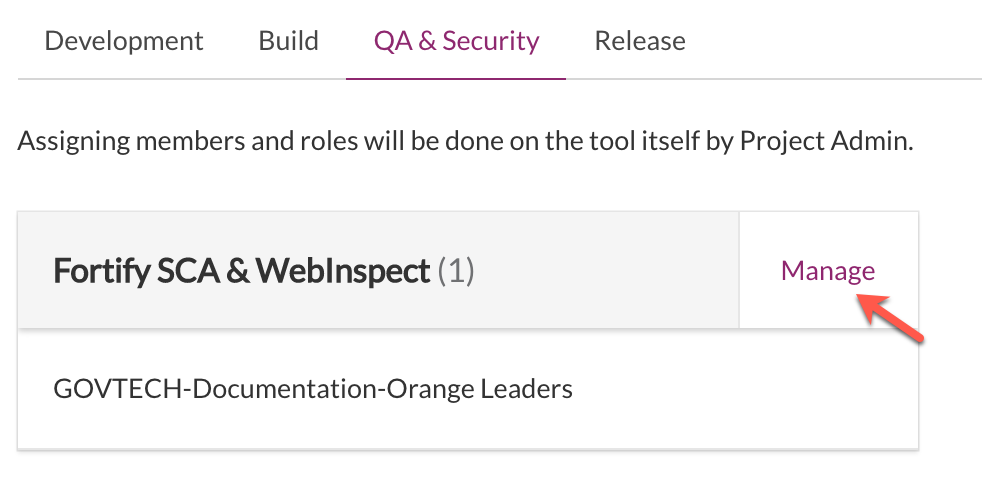 Development Build QA & Security Release
Assigning members and roles will be done on the tool itself by Project Admin.
Fortify SCA & WebInspect (1) Manage
GOVTECH-Documentation-Orange Leaders